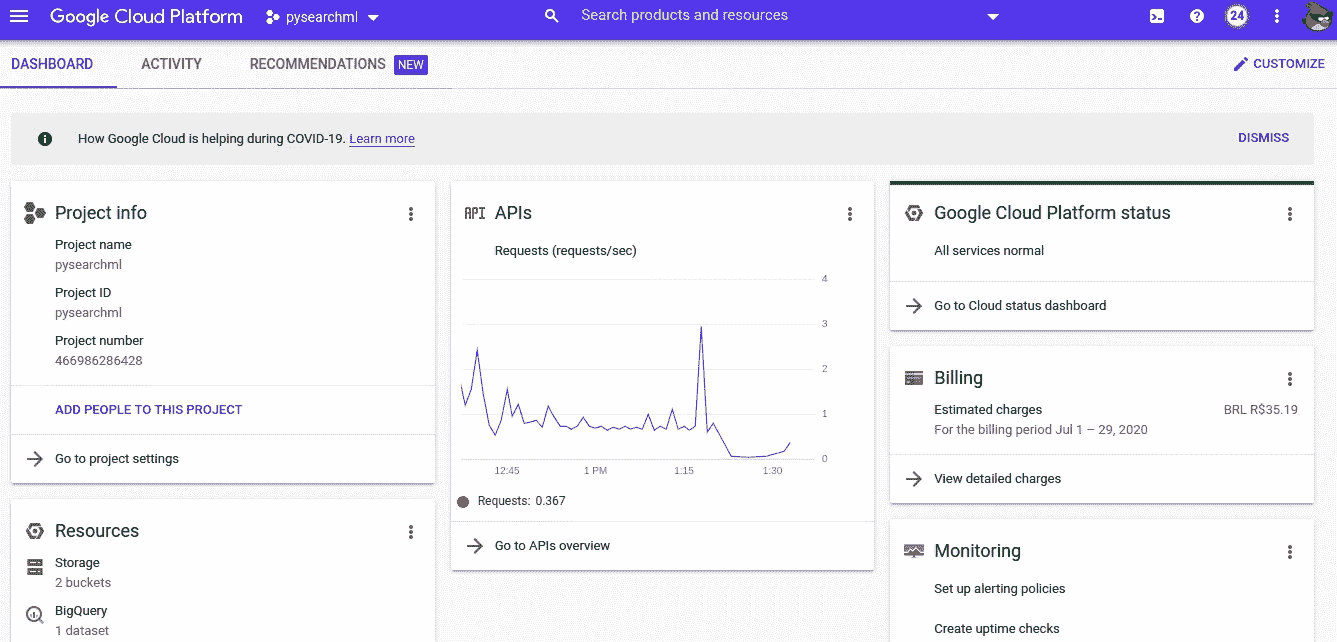 Google Cloud Platform
pysearchml
Search products and resources
24
DASHBOARD
ACTIVITY
RECOMMENDATIONS NEW
CUSTOMIZE
How Google Cloud is helping during COVID-19. Learn more
DISMISS
Project info
Project name
pysearchml
Project ID
pysearchml
Project number
466986286428
ADD PEOPLE TO THIS PROJECT
Go to project settings
Resources
Storage
2 buckets
BigQuery
1 dataset
API APIs
Requests (requests/sec)
4
3
2
1
0
12:45 1 PM 1:15 1:30
Requests: 0.367
Go to APIs overview
Google Cloud Platform status
All services normal
Go to Cloud status dashboard
Billing
Estimated charges BRL R$35.19
For the billing period Jul 1 – 29, 2020
View detailed charges
Monitoring
Set up alerting policies
Create uptime checks